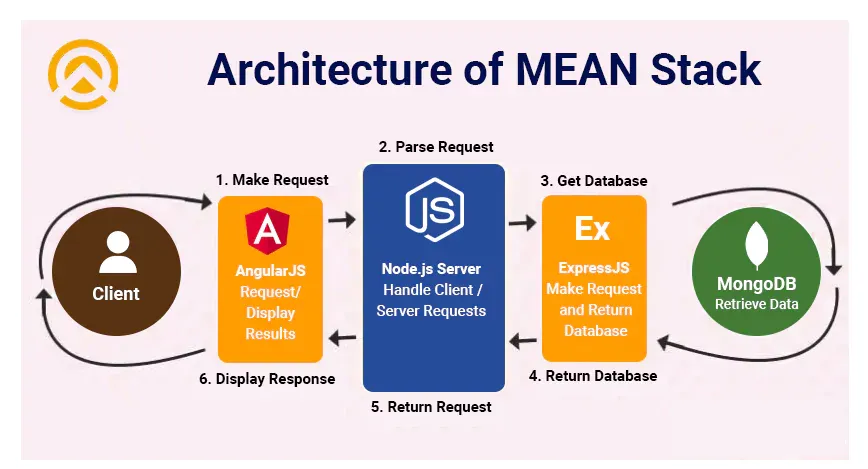 Architecture of MEAN Stack
2. Parse Request
1. Make Request
3. Get Database
Client
A
AngularJS
Request/
Display
Results
JS
Node.js Server
Handle Client /
Server Requests
Ex
ExpressJS
Make Request
and Return
Database
MongoDB
Retrieve Data
6. Display Response
5. Return Request
4. Return Database